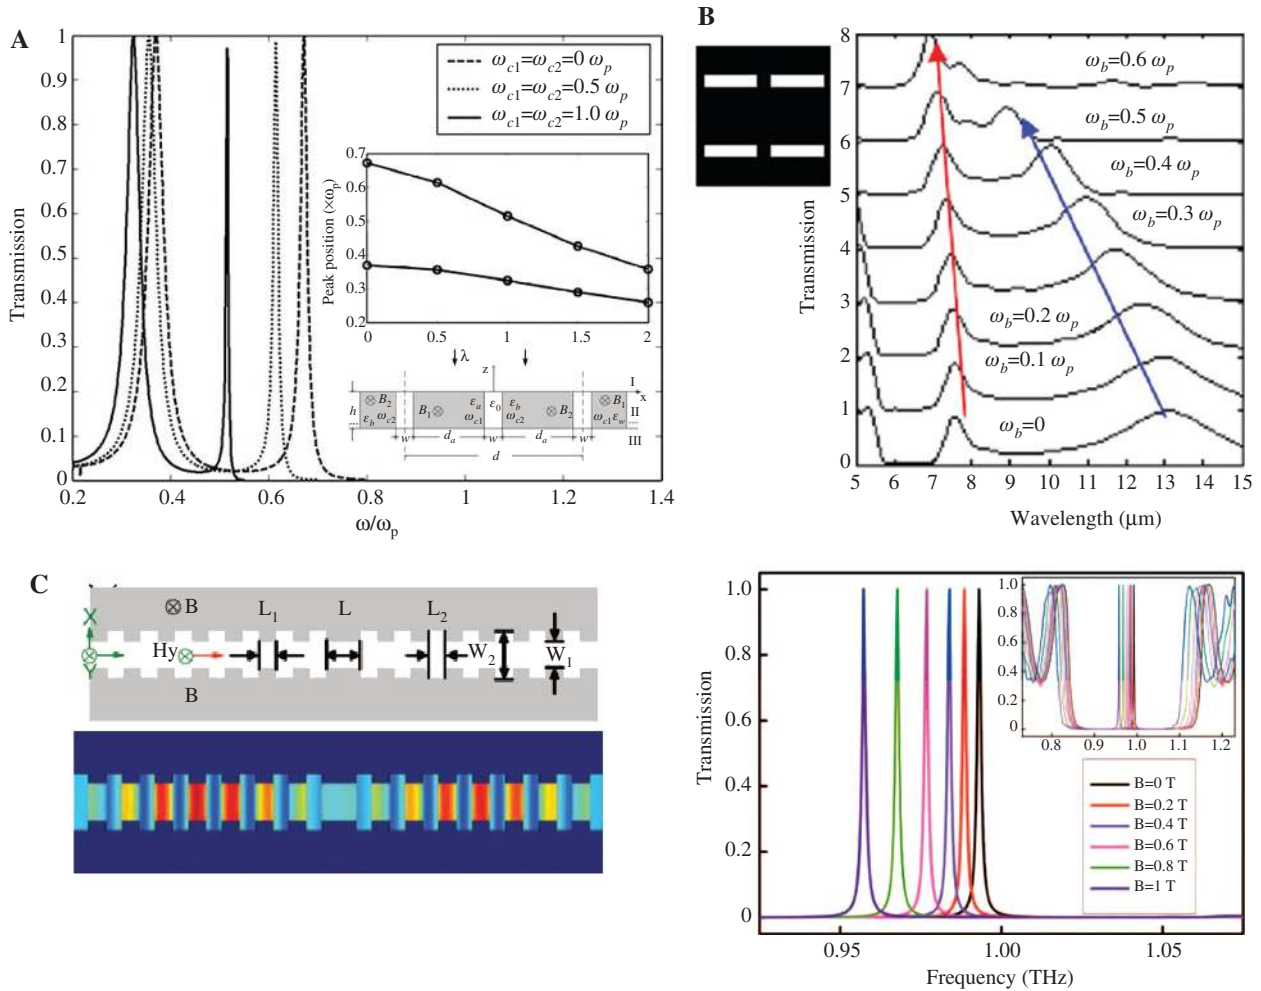 A
1
0.9
0.8
0.7
0.6
0.5
0.4
0.3
0.2
0.1
0
Transmission
0.2 0.4 0.6 0.8 1 1.2 1.4
ω/ωp
ωc1=ωc2=0 ωp
ωc1=ωc2=0.5 ωp
ωc1=ωc2=1.0 ωp
0.7
0.6
0.5
0.4
0.3
0.2
Peak position (×ωp)
0 0.5 1 1.5 2
λ
z
I
x
h
B2 εa ε0 εb B1
B1 B2 II
εb ωc2 ωc1 ωc2 ωc1 εw
III
w da w da w
d
B
8
7
6
5
4
3
2
1
0
Transmission
ωb=0.6 ωp
ωb=0.5 ωp
ωb=0.4 ωp
ωb=0.3 ωp
ωb=0.2 ωp
ωb=0.1 ωp
ωb=0
5 6 7 8 9 10 11 12 13 14 15
Wavelength (μm)
C
B L1 L L2
X
Hy W2 W1
Y
B
1.0
0.8
0.6
0.4
0.2
0
Transmission
0.95 1.00 1.05
Frequency (THz)
1.0
0.8
0.6
0.4
0.2
0
0.8 0.9 1.0 1.1 1.2
B=0 T
B=0.2 T
B=0.4 T
B=0.6 T
B=0.8 T
B=1 T